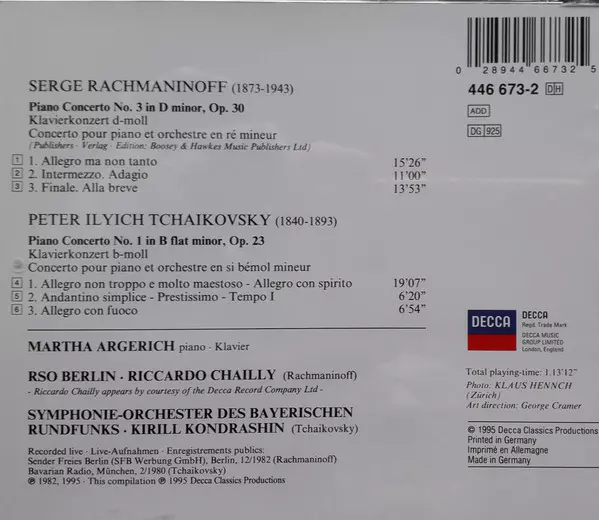 0 28944 66732 5
446 673-2 DH
ADD
DG 925
SERGE RACHMANINOFF (1873-1943)
Piano Concerto No. 3 in D minor, Op. 30
Klavierkonzert d-moll
Concerto pour piano et orchestre en ré mineur
(Publishers · Verlag · Edition: Boosey & Hawkes Music Publishers Ltd)
1 1. Allegro ma non tanto 15'26"
2 2. Intermezzo. Adagio 11'00"
3 3. Finale. Alla breve 13'53"
PETER ILYICH TCHAIKOVSKY (1840-1893)
Piano Concerto No. 1 in B flat minor, Op. 23
Klavierkonzert b-moll
Concerto pour piano et orchestre en si bémol mineur
4 1. Allegro non troppo e molto maestoso - Allegro con spirito 19'07"
5 2. Andantino simplice - Prestissimo - Tempo I 6'20"
6 3. Allegro con fuoco 6'54"
MARTHA ARGERICH piano · Klavier
RSO BERLIN · RICCARDO CHAILLY (Rachmaninoff)
- Riccardo Chailly appears by courtesy of the Decca Record Company Ltd -
SYMPHONIE-ORCHESTER DES BAYERISCHEN
RUNDFUNKS · KIRILL KONDRASHIN (Tchaikovsky)
Recorded live · Live-Aufnahmen · Enregistrements publics:
Sender Freies Berlin (SFB Werbung GmbH), Berlin, 12/1982 (Rachmaninoff)
Bavarian Radio, München, 2/1980 (Tchaikovsky)
℗ 1982, 1995 · This compilation ℗ 1995 Decca Classics Productions
DECCA
DECCA
Regd. Trade Mark
DECCA MUSIC
GROUP LIMITED
London, England
Total playing-time: 1.13'12"
Photo: KLAUS HENNCH
(Zürich)
Art direction: George Cramer
© 1995 Decca Classics Productions
Printed in Germany
Imprimé en Allemagne
Made in Germany